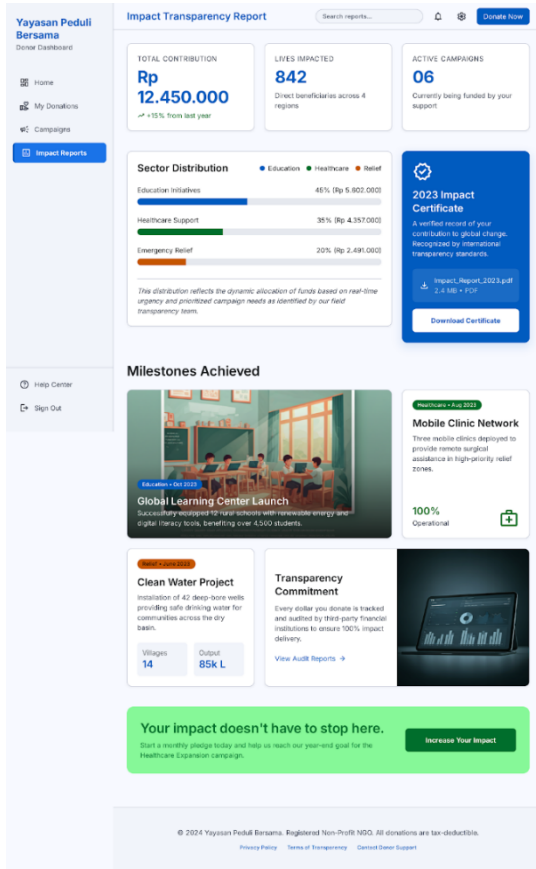 Yayasan Peduli
Bersama
Donor Dashboard
Home
My Donations
Campaigns
Impact Reports
Help Center
Sign Out
Impact Transparency Report
Search reports...
Donate Now
TOTAL CONTRIBUTION
Rp
12.450.000
+15% from last year
LIVES IMPACTED
842
Direct beneficiaries across 4
regions
ACTIVE CAMPAIGNS
06
Currently being funded by your
support
Sector Distribution
Education
Healthcare
Relief
Education Initiatives
45% (Rp 5.602.000)
Healthcare Support
35% (Rp 4.357.000)
Emergency Relief
20% (Rp 2.491.000)
This distribution reflects the dynamic allocation of funds based on real-time
urgency and prioritized campaign needs as identified by our field
transparency team.
2023 Impact
Certificate
A verified record of your
contribution to global change.
Recognized by international
transparency standards.
Impact_Report_2023.pdf
2.4 MB • PDF
Download Certificate
Milestones Achieved
Education • Oct 2023
Global Learning Center Launch
Successfully equipped 12 rural schools with renewable energy and
digital literacy tools, benefiting over 4,500 students.
Healthcare • Aug 2023
Mobile Clinic Network
Three mobile clinics deployed to
provide remote surgical
assistance in high-priority relief
zones.
100%
Operational
Relief • June 2023
Clean Water Project
Installation of 42 deep-bore wells
providing safe drinking water for
communities across the dry
basin.
Villages
14
Output
85k L
Transparency
Commitment
Every dollar you donate is tracked
and audited by third-party financial
institutions to ensure 100% impact
delivery.
View Audit Reports →
Your impact doesn't have to stop here.
Start a monthly pledge today and help us reach our year-end goal for the
Healthcare Expansion campaign.
Increase Your Impact
© 2024 Yayasan Peduli Bersama. Registered Non-Profit NGO. All donations are tax-deductible.
Privacy Policy
Terms of Transparency
Contact Donor Support